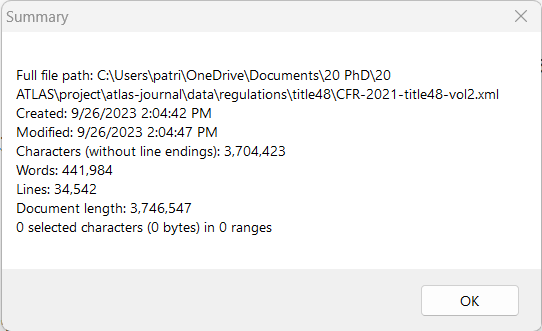 Summary
Full file path: C:\Users\patri\OneDrive\Documents\20 PhD\20
ATLAS\project\atlas-journal\data\regulations\title48\CFR-2021-title48-vol2.xml
Created: 9/26/2023 2:04:42 PM
Modified: 9/26/2023 2:04:47 PM
Characters (without line endings): 3,704,423
Words: 441,984
Lines: 34,542
Document length: 3,746,547
0 selected characters (0 bytes) in 0 ranges
OK